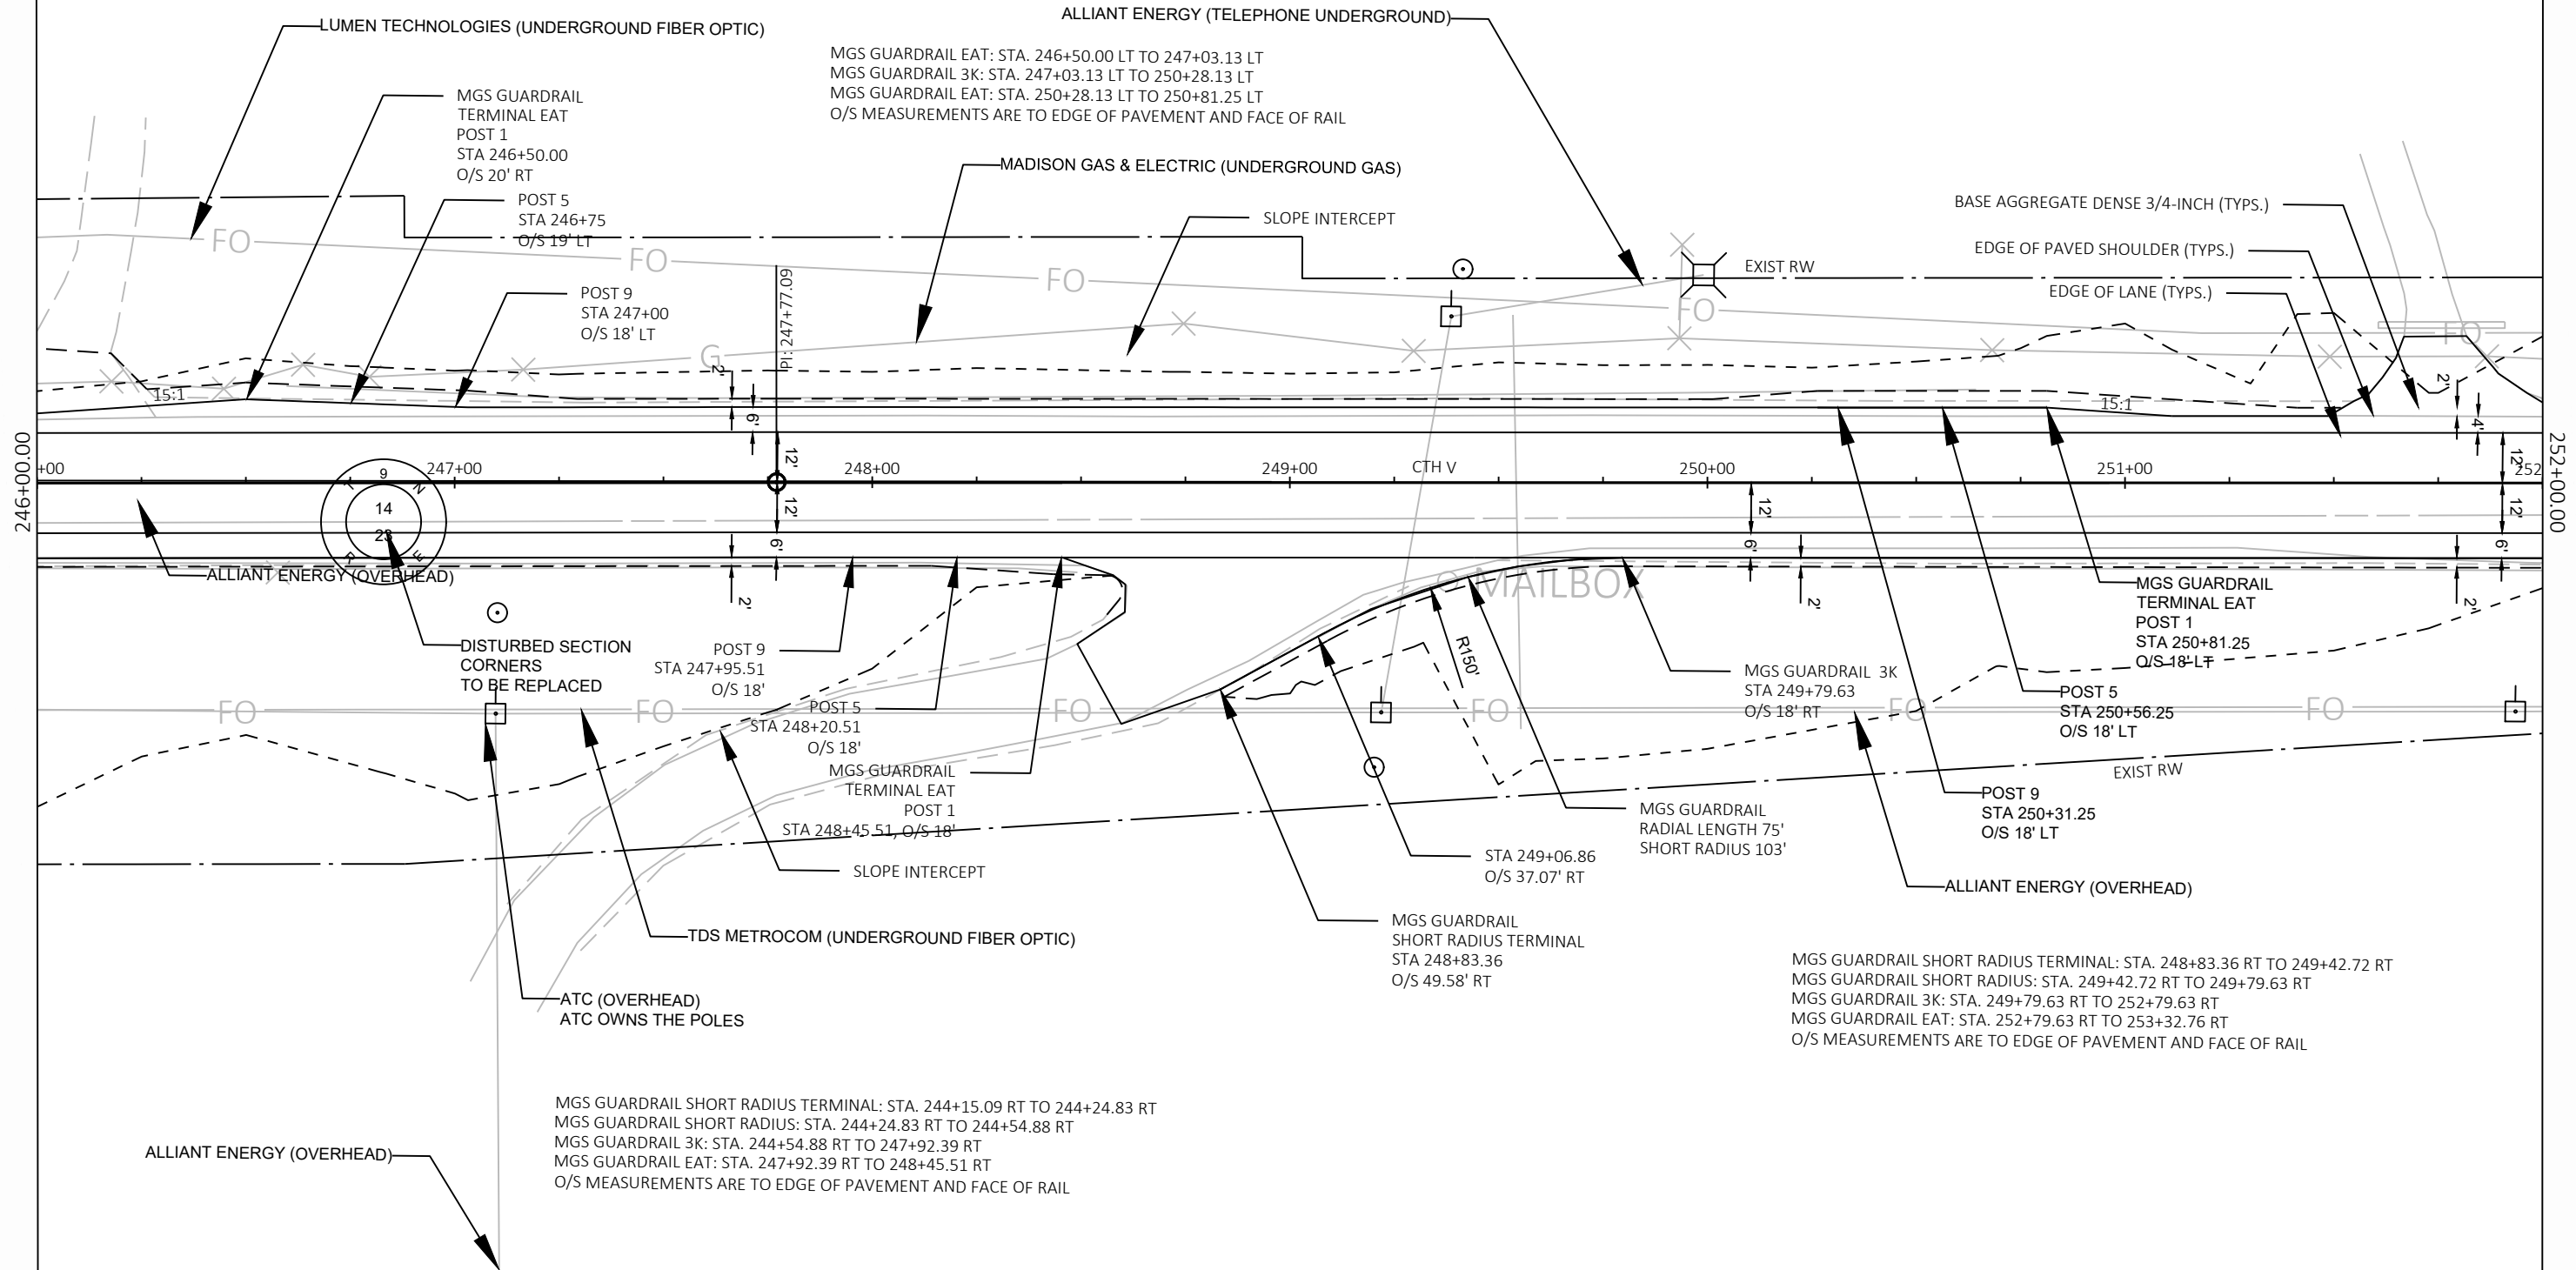 LUMEN TECHNOLOGIES (UNDERGROUND FIBER OPTIC)
ALLIANT ENERGY (TELEPHONE UNDERGROUND)
MGS GUARDRAIL EAT: STA. 246+50.00 LT TO 247+03.13 LT
MGS GUARDRAIL 3K: STA. 247+03.13 LT TO 250+28.13 LT
MGS GUARDRAIL EAT: STA. 250+28.13 LT TO 250+81.25 LT
O/S MEASUREMENTS ARE TO EDGE OF PAVEMENT AND FACE OF RAIL
MGS GUARDRAIL
TERMINAL EAT
POST 1
STA 246+50.00
O/S 20' RT
POST 5
STA 246+75
O/S 19' LT
POST 9
STA 247+00
O/S 18' LT
MADISON GAS & ELECTRIC (UNDERGROUND GAS)
SLOPE INTERCEPT
BASE AGGREGATE DENSE 3/4-INCH (TYPS.)
EDGE OF PAVED SHOULDER (TYPS.)
EDGE OF LANE (TYPS.)
EXIST RW
FO
FO
FO
FO
FO
G
PI: 247+77.09
15:1
15:1
2'
6'
12'
2'
4'
12'
246+00.00
+00
247+00
248+00
249+00
CTH V
250+00
251+00
252
252+00.00
9
T
N
14
23
R
E
12'
6'
2'
12'
6'
2'
12'
6'
2'
ALLIANT ENERGY (OVERHEAD)
MAILBOX
DISTURBED SECTION
CORNERS
TO BE REPLACED
POST 9
STA 247+95.51
O/S 18'
POST 5
STA 248+20.51
O/S 18'
MGS GUARDRAIL
TERMINAL EAT
POST 1
STA 248+45.51, O/S 18'
SLOPE INTERCEPT
R150'
MGS GUARDRAIL 3K
STA 249+79.63
O/S 18' RT
MGS GUARDRAIL
TERMINAL EAT
POST 1
STA 250+81.25
O/S 18' LT
POST 5
STA 250+56.25
O/S 18' LT
POST 9
STA 250+31.25
O/S 18' LT
FO
FO
FO
FO
FO
FO
EXIST RW
MGS GUARDRAIL
RADIAL LENGTH 75'
SHORT RADIUS 103'
STA 249+06.86
O/S 37.07' RT
ALLIANT ENERGY (OVERHEAD)
MGS GUARDRAIL
SHORT RADIUS TERMINAL
STA 248+83.36
O/S 49.58' RT
TDS METROCOM (UNDERGROUND FIBER OPTIC)
ATC (OVERHEAD)
ATC OWNS THE POLES
MGS GUARDRAIL SHORT RADIUS TERMINAL: STA. 248+83.36 RT TO 249+42.72 RT
MGS GUARDRAIL SHORT RADIUS: STA. 249+42.72 RT TO 249+79.63 RT
MGS GUARDRAIL 3K: STA. 249+79.63 RT TO 252+79.63 RT
MGS GUARDRAIL EAT: STA. 252+79.63 RT TO 253+32.76 RT
O/S MEASUREMENTS ARE TO EDGE OF PAVEMENT AND FACE OF RAIL
MGS GUARDRAIL SHORT RADIUS TERMINAL: STA. 244+15.09 RT TO 244+24.83 RT
MGS GUARDRAIL SHORT RADIUS: STA. 244+24.83 RT TO 244+54.88 RT
MGS GUARDRAIL 3K: STA. 244+54.88 RT TO 247+92.39 RT
MGS GUARDRAIL EAT: STA. 247+92.39 RT TO 248+45.51 RT
O/S MEASUREMENTS ARE TO EDGE OF PAVEMENT AND FACE OF RAIL
ALLIANT ENERGY (OVERHEAD)